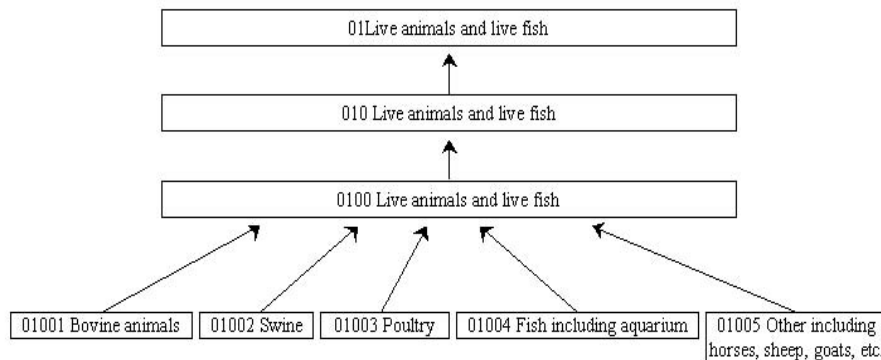 01Live animals and live fish
010 Live animals and live fish
0100 Live animals and live fish
01001 Bovine animals
01002 Swine
01003 Poultry
01004 Fish including aquarium
01005 Other including
horses, sheep, goats, etc.